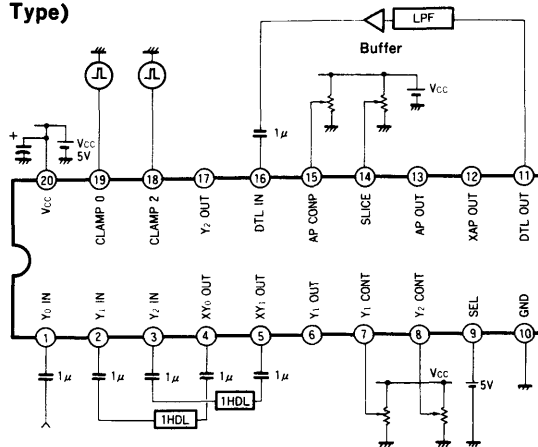 Type)
LPF
Buffer
VCC
1μ
+
VCC
5V
20 19 18 17 16 15 14 13 12 11
VCC
CLAMP 0
CLAMP 2
Y2 OUT
DTL IN
AP CONP
SLICE
AP OUT
XAP OUT
DTL OUT
Y0 IN
Y1 IN
Y2 IN
XY0 OUT
XY1 OUT
Y1 OUT
Y1 CONT
Y2 CONT
SEL
GND
1 2 3 4 5 6 7 8 9 10
1μ 1μ 1μ 1μ 1μ
VCC
5V
1HDL
1HDL